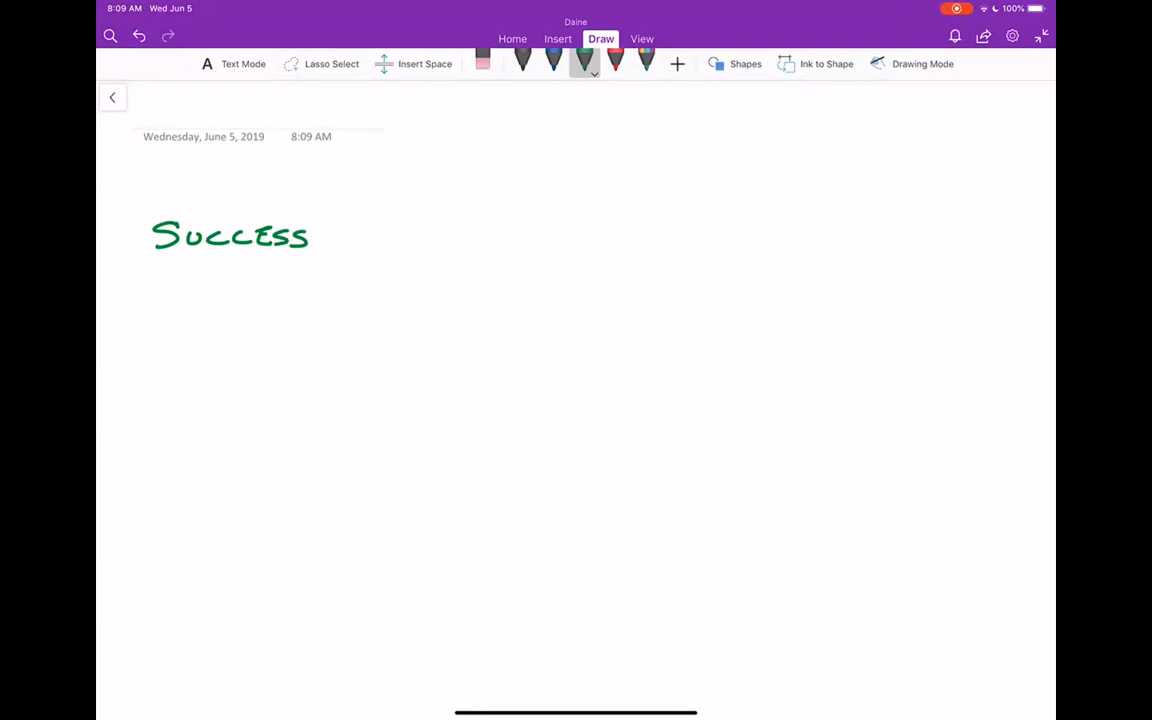 8:09 AM Wed Jun 5 100%
Daine
Home Insert Draw View
A Text Mode Lasso Select Insert Space Shapes Ink to Shape Drawing Mode
Wednesday, June 5, 2019 8:09 AM
SUCCESS